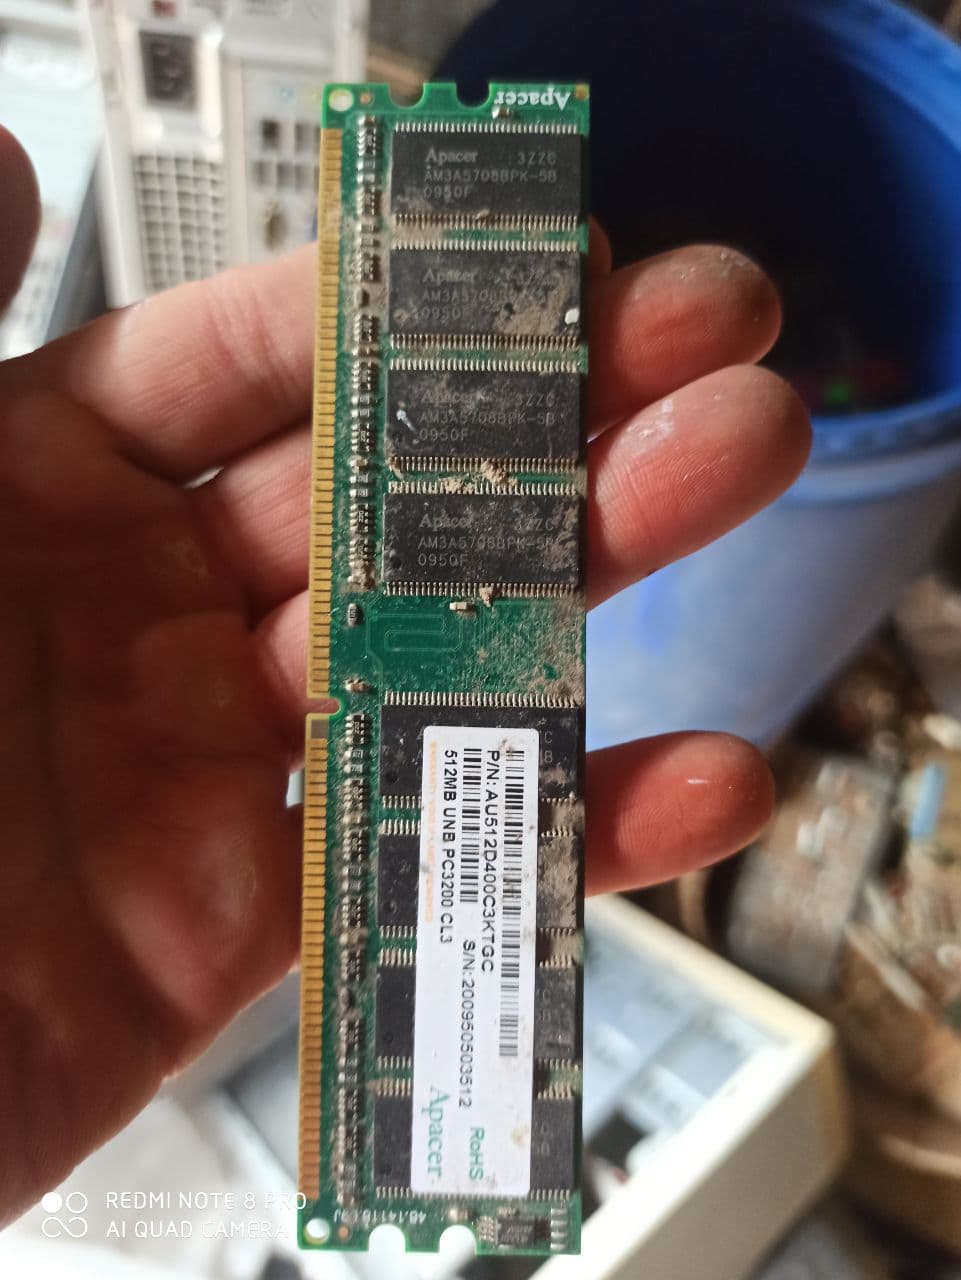 Apacer
Apacer 3ZZC
AM3A5708BPK-5B
0950F
Apacer
AM3A5708
0950F
Apacer 3ZZC
AM3A5708BPK-5B
0950F
Apacer 3ZZC
AM3A5708BPK-5B
0950F
P/N: AU512D400C3KTGC
S/N:200950503512
512MB UNB PC3200 CL3
RoHS
Apacer
REDMI NOTE 8 PRO
AI QUAD CAMERA